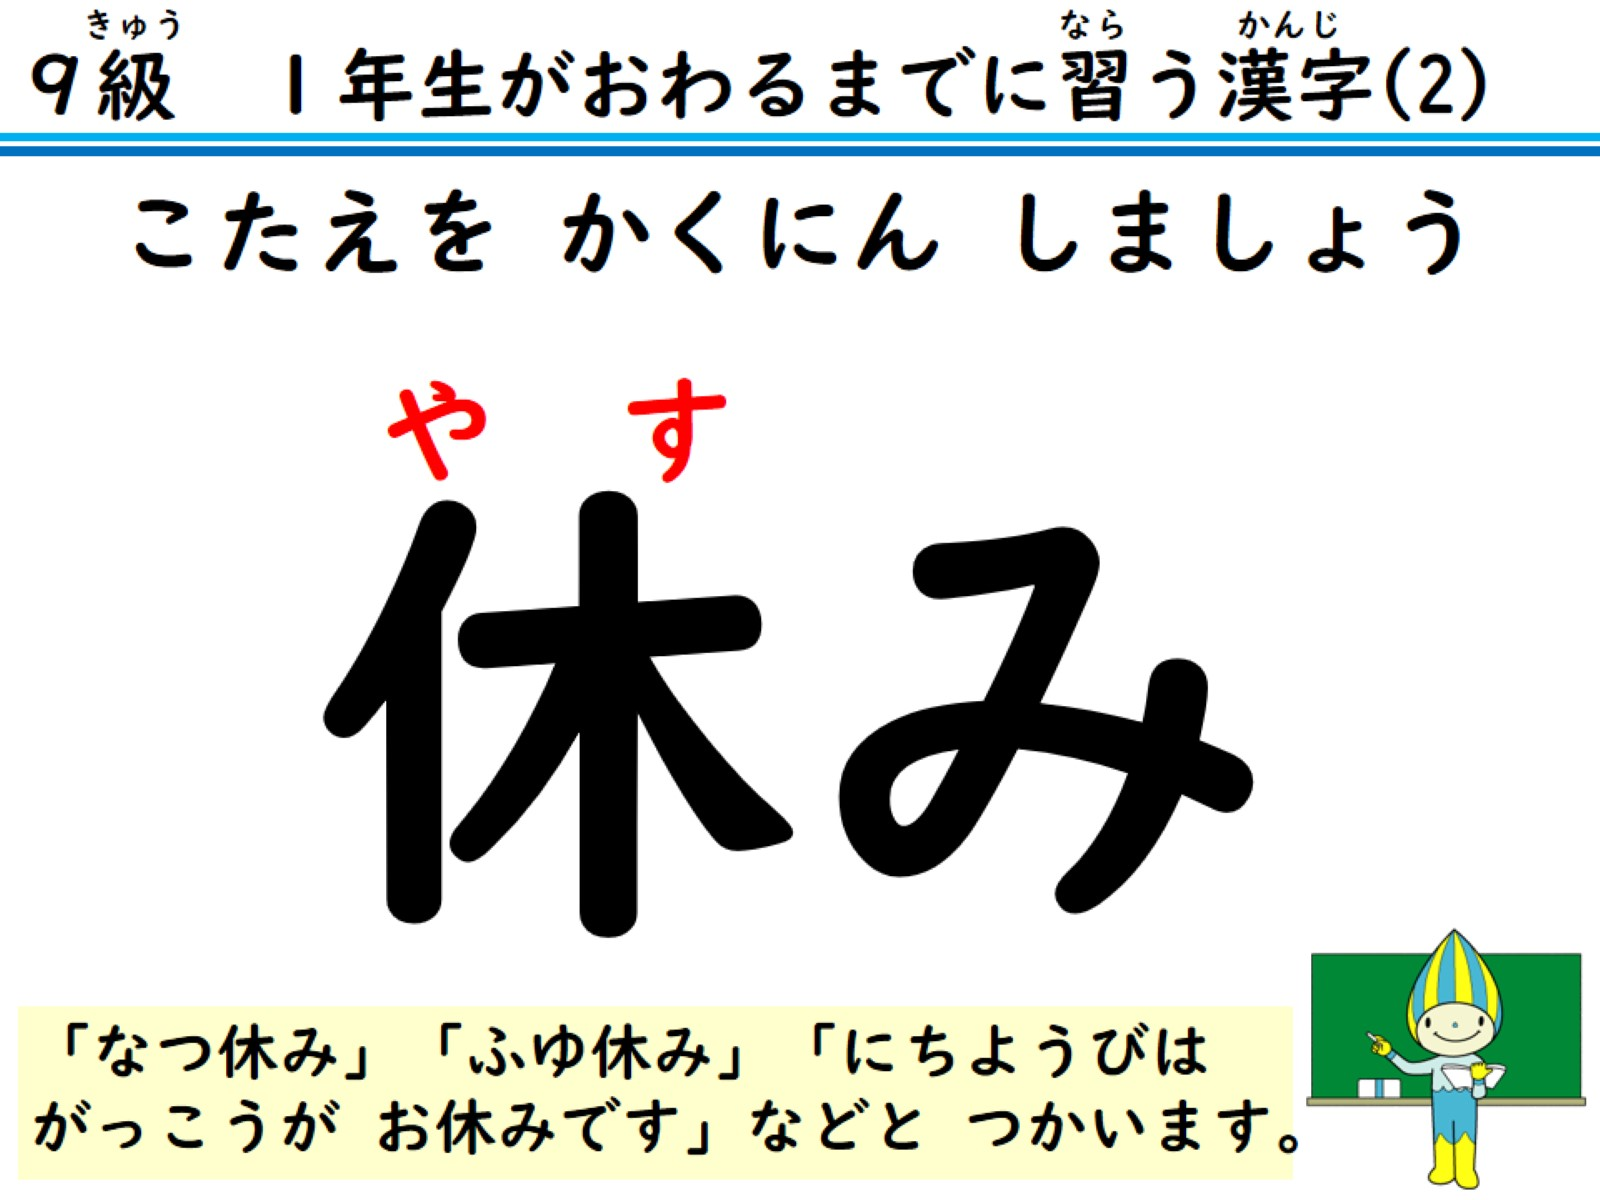 きゅう なら かんじ
9級 1年生がおわるまでに習う漢字(2)
こたえを かくにん しましょう
やす
休み
「なつ休み」「ふゆ休み」「にちようびは
がっこうが お休みです」などと つかいます。